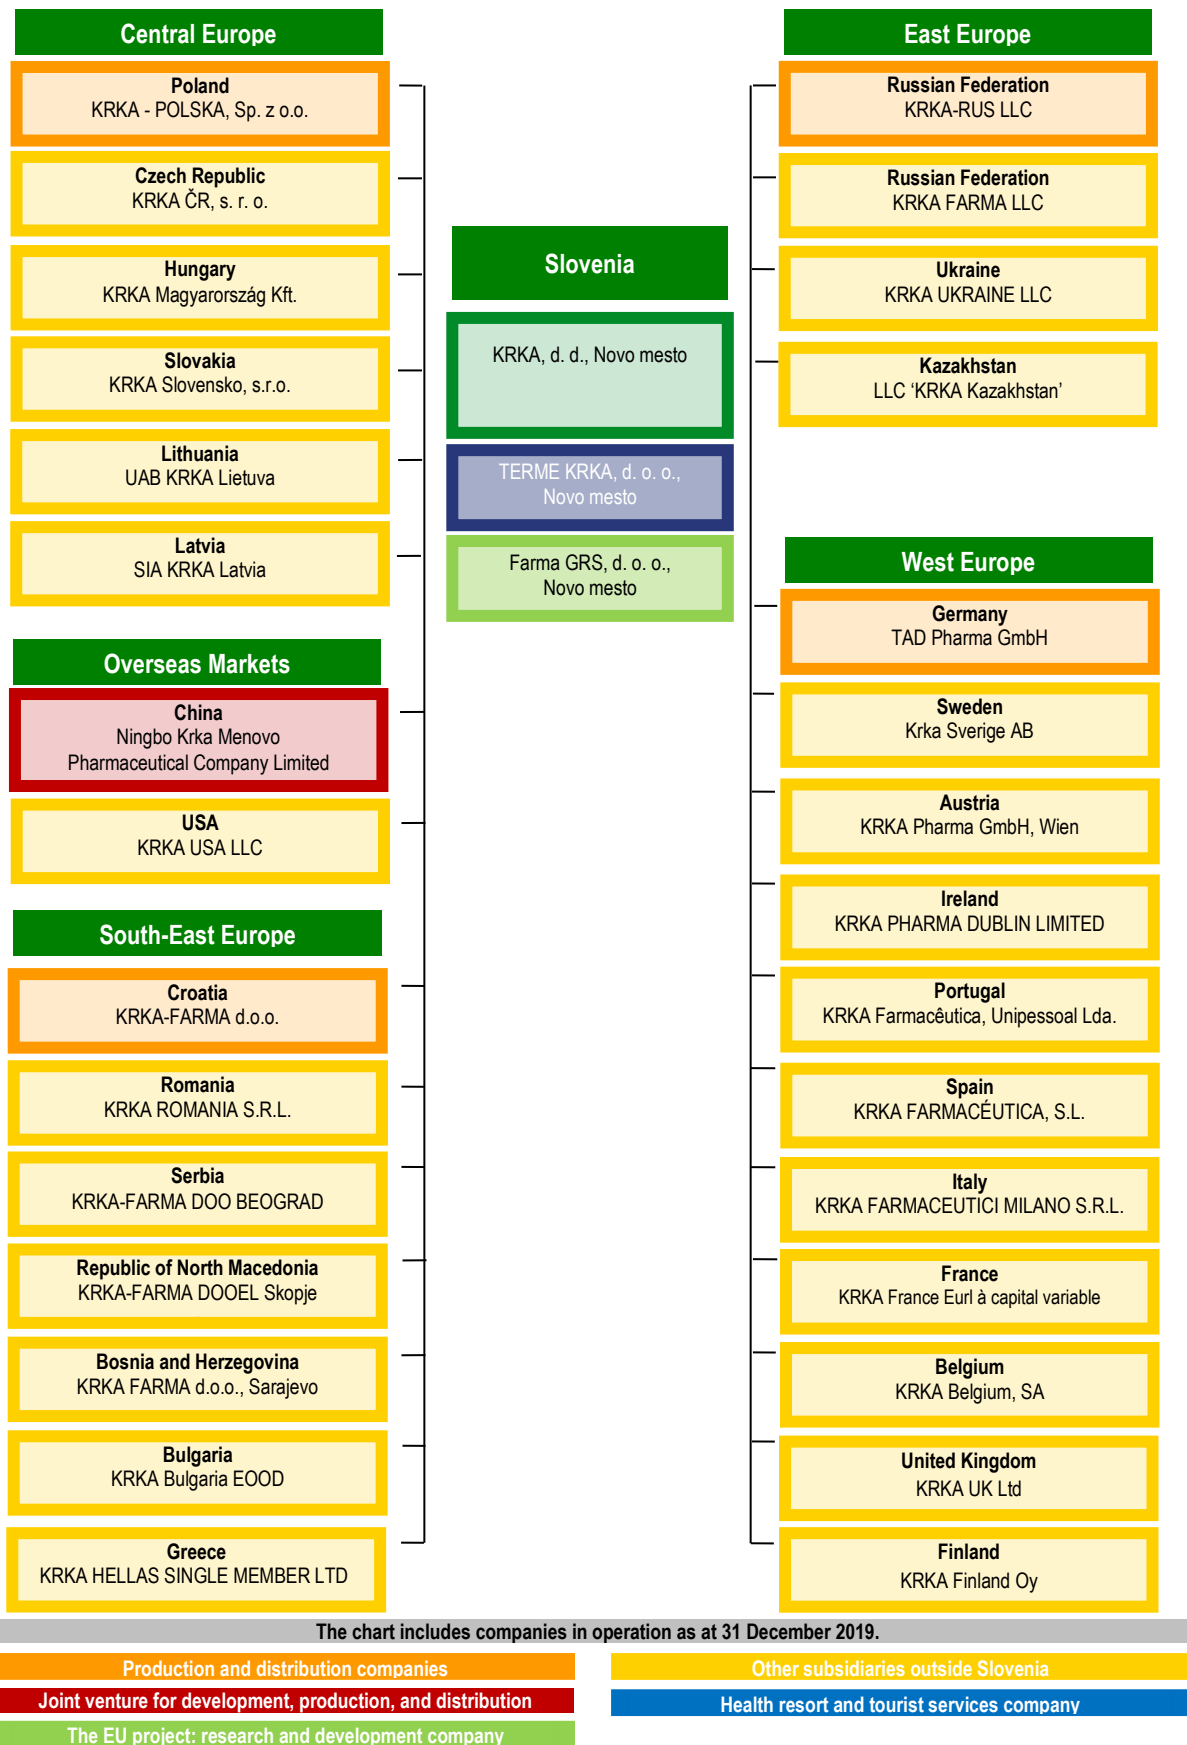 Central Europe
Poland
KRKA - POLSKA, Sp. z o.o.
Czech Republic
KRKA ČR, s. r. o.
Hungary
KRKA Magyarország Kft.
Slovakia
KRKA Slovensko, s.r.o.
Lithuania
UAB KRKA Lietuva
Latvia
SIA KRKA Latvia
Overseas Markets
China
Ningbo Krka Menovo
Pharmaceutical Company Limited
USA
KRKA USA LLC
South-East Europe
Croatia
KRKA-FARMA d.o.o.
Romania
KRKA ROMANIA S.R.L.
Serbia
KRKA-FARMA DOO BEOGRAD
Republic of North Macedonia
KRKA-FARMA DOOEL Skopje
Bosnia and Herzegovina
KRKA FARMA d.o.o., Sarajevo
Bulgaria
KRKA Bulgaria EOOD
Greece
KRKA HELLAS SINGLE MEMBER LTD
Slovenia
KRKA, d. d., Novo mesto
TERME KRKA, d. o. o.,
Novo mesto
Farma GRS, d. o. o.,
Novo mesto
East Europe
Russian Federation
KRKA-RUS LLC
Russian Federation
KRKA FARMA LLC
Ukraine
KRKA UKRAINE LLC
Kazakhstan
LLC ‘KRKA Kazakhstan’
West Europe
Germany
TAD Pharma GmbH
Sweden
Krka Sverige AB
Austria
KRKA Pharma GmbH, Wien
Ireland
KRKA PHARMA DUBLIN LIMITED
Portugal
KRKA Farmacêutica, Unipessoal Lda.
Spain
KRKA FARMACÉUTICA, S.L.
Italy
KRKA FARMACEUTICI MILANO S.R.L.
France
KRKA France Eurl à capital variable
Belgium
KRKA Belgium, SA
United Kingdom
KRKA UK Ltd
Finland
KRKA Finland Oy
The chart includes companies in operation as at 31 December 2019.
Production and distribution companies
Other subsidiaries outside Slovenia
Joint venture for development, production, and distribution
Health resort and tourist services company
The EU project: research and development company